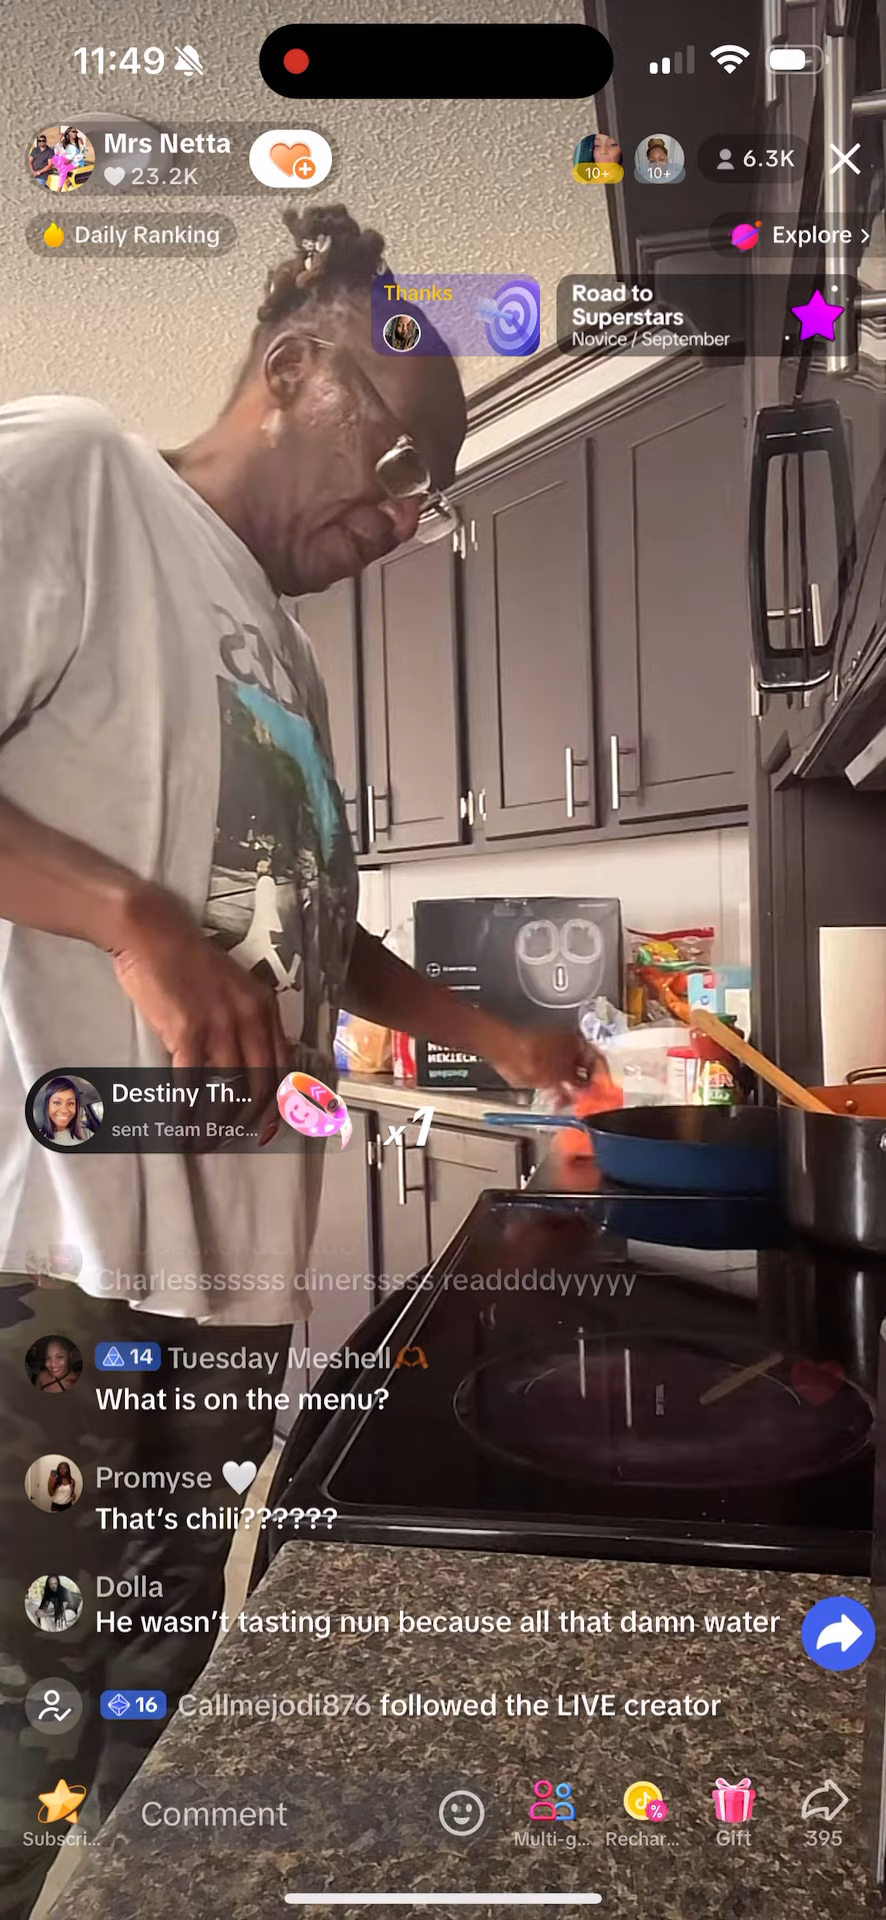 11:49
Mrs Netta
23.2K
10+
10+
6.3K
Daily Ranking
Explore >
Thanks
Road to
Superstars
Novice / September
Destiny Th...
sent Team Brac...
x1
Charlesssssss dinersssss readdddyyyyy
14 Tuesday Meshell
What is on the menu?
Promyse
That's chili??????
Dolla
He wasn't tasting nun because all that damn water
16 Callmejodi876 followed the LIVE creator
Comment
Subscri...
Multi-g...
Rechar...
Gift
395